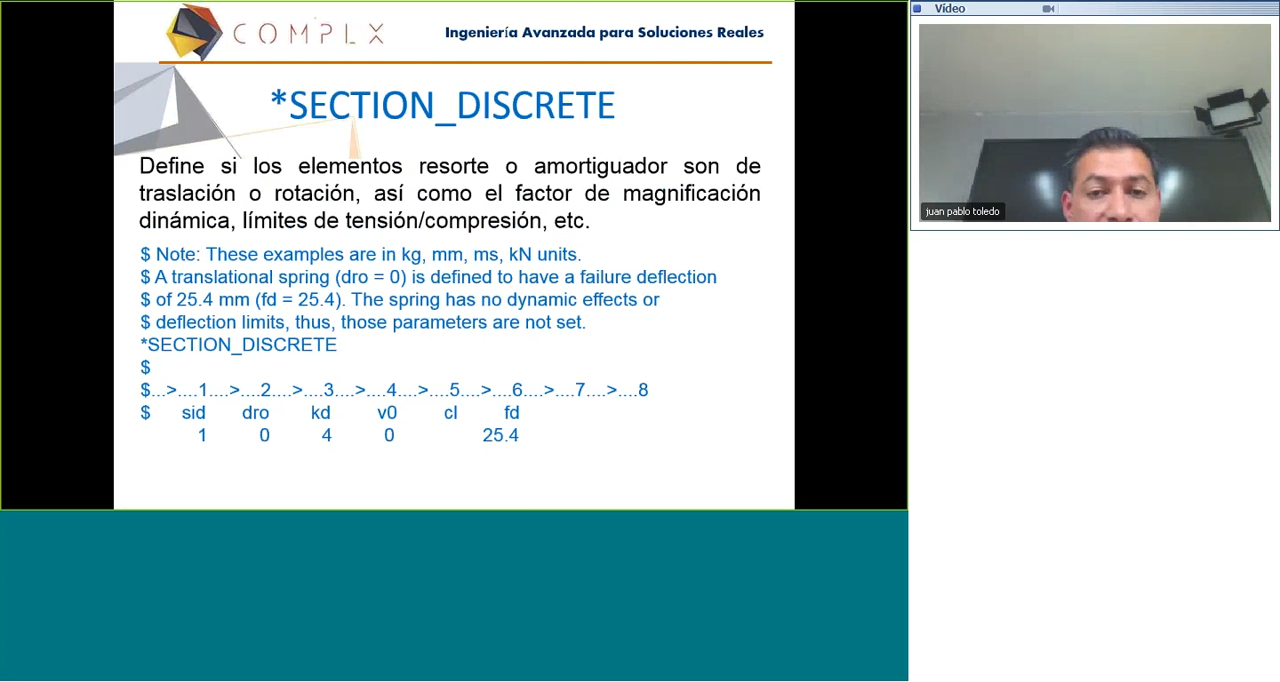 COMPLX
Ingeniería Avanzada para Soluciones Reales
*SECTION_DISCRETE
Define si los elementos resorte o amortiguador son de
traslación o rotación, así como el factor de magnificación
dinámica, límites de tensión/compresión, etc.
$ Note: These examples are in kg, mm, ms, kN units.
$ A translational spring (dro = 0) is defined to have a failure deflection
$ of 25.4 mm (fd = 25.4). The spring has no dynamic effects or
$ deflection limits, thus, those parameters are not set.
*SECTION_DISCRETE
$
$...>....1....>....2....>....3....>....4....>....5....>....6....>....7....>....8
$ sid dro kd v0 cl fd
1 0 4 0 25.4
Vídeo
juan pablo toledo